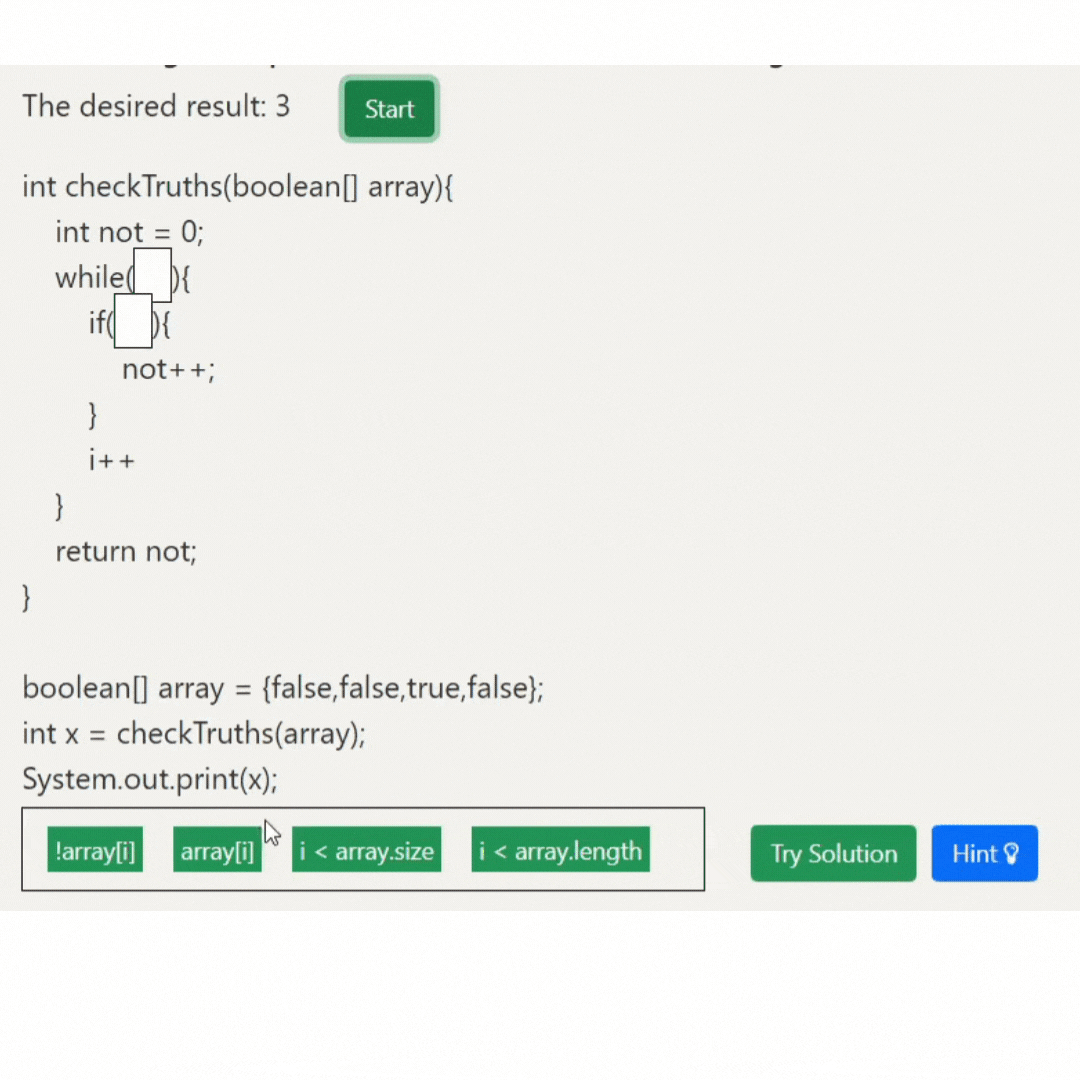 The desired result: 3 Start
int checkTruths(boolean[] array){
int not = 0;
while( ){
if( ){
not++;
}
i++
}
return not;
}
boolean[] array = {false,false,true,false};
int x = checkTruths(array);
System.out.print(x);
!array[i] array[i] i < array.size i < array.length Try Solution Hint